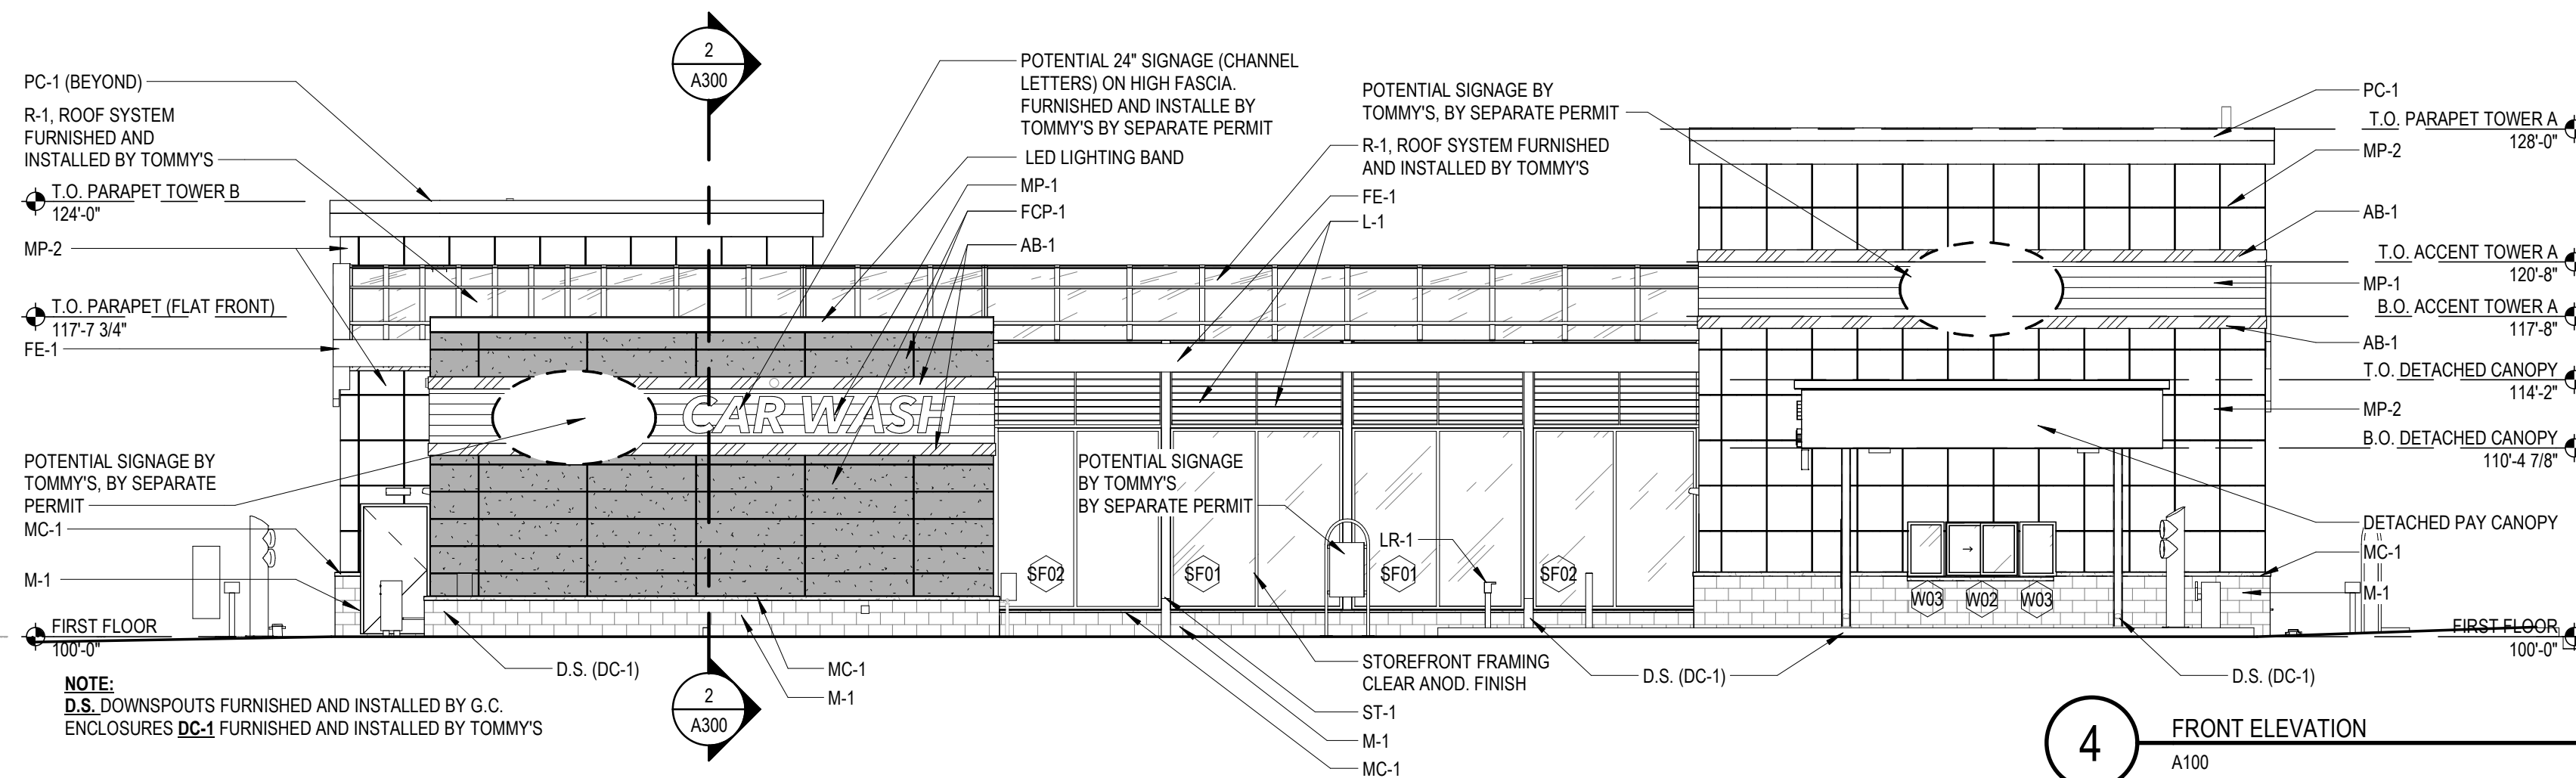 2
A300
PC-1 (BEYOND)
R-1, ROOF SYSTEM
FURNISHED AND
INSTALLED BY TOMMY'S
T.O. PARAPET TOWER B
124'-0"
MP-2
T.O. PARAPET (FLAT FRONT)
117'-7 3/4"
FE-1
POTENTIAL SIGNAGE BY
TOMMY'S, BY SEPARATE
PERMIT
MC-1
M-1
FIRST FLOOR
100'-0"
NOTE:
D.S. DOWNSPOUTS FURNISHED AND INSTALLED BY G.C.
ENCLOSURES DC-1 FURNISHED AND INSTALLED BY TOMMY'S
D.S. (DC-1)
2
A300
MC-1
M-1
CAR WASH
POTENTIAL 24" SIGNAGE (CHANNEL
LETTERS) ON HIGH FASCIA.
FURNISHED AND INSTALLE BY
TOMMY'S BY SEPARATE PERMIT
LED LIGHTING BAND
MP-1
FCP-1
AB-1
POTENTIAL SIGNAGE BY
TOMMY'S, BY SEPARATE PERMIT
R-1, ROOF SYSTEM FURNISHED
AND INSTALLED BY TOMMY'S
FE-1
L-1
POTENTIAL SIGNAGE
BY TOMMY'S
BY SEPARATE PERMIT
LR-1
SF02
SF01
SF01
SF02
STOREFRONT FRAMING
CLEAR ANOD. FINISH
ST-1
M-1
MC-1
D.S. (DC-1)
W03
W02
W03
PC-1
T.O. PARAPET TOWER A
128'-0"
MP-2
AB-1
T.O. ACCENT TOWER A
120'-8"
MP-1
B.O. ACCENT TOWER A
117'-8"
AB-1
T.O. DETACHED CANOPY
114'-2"
MP-2
B.O. DETACHED CANOPY
110'-4 7/8"
DETACHED PAY CANOPY
MC-1
M-1
FIRST FLOOR
100'-0"
D.S. (DC-1)
4
FRONT ELEVATION
A100